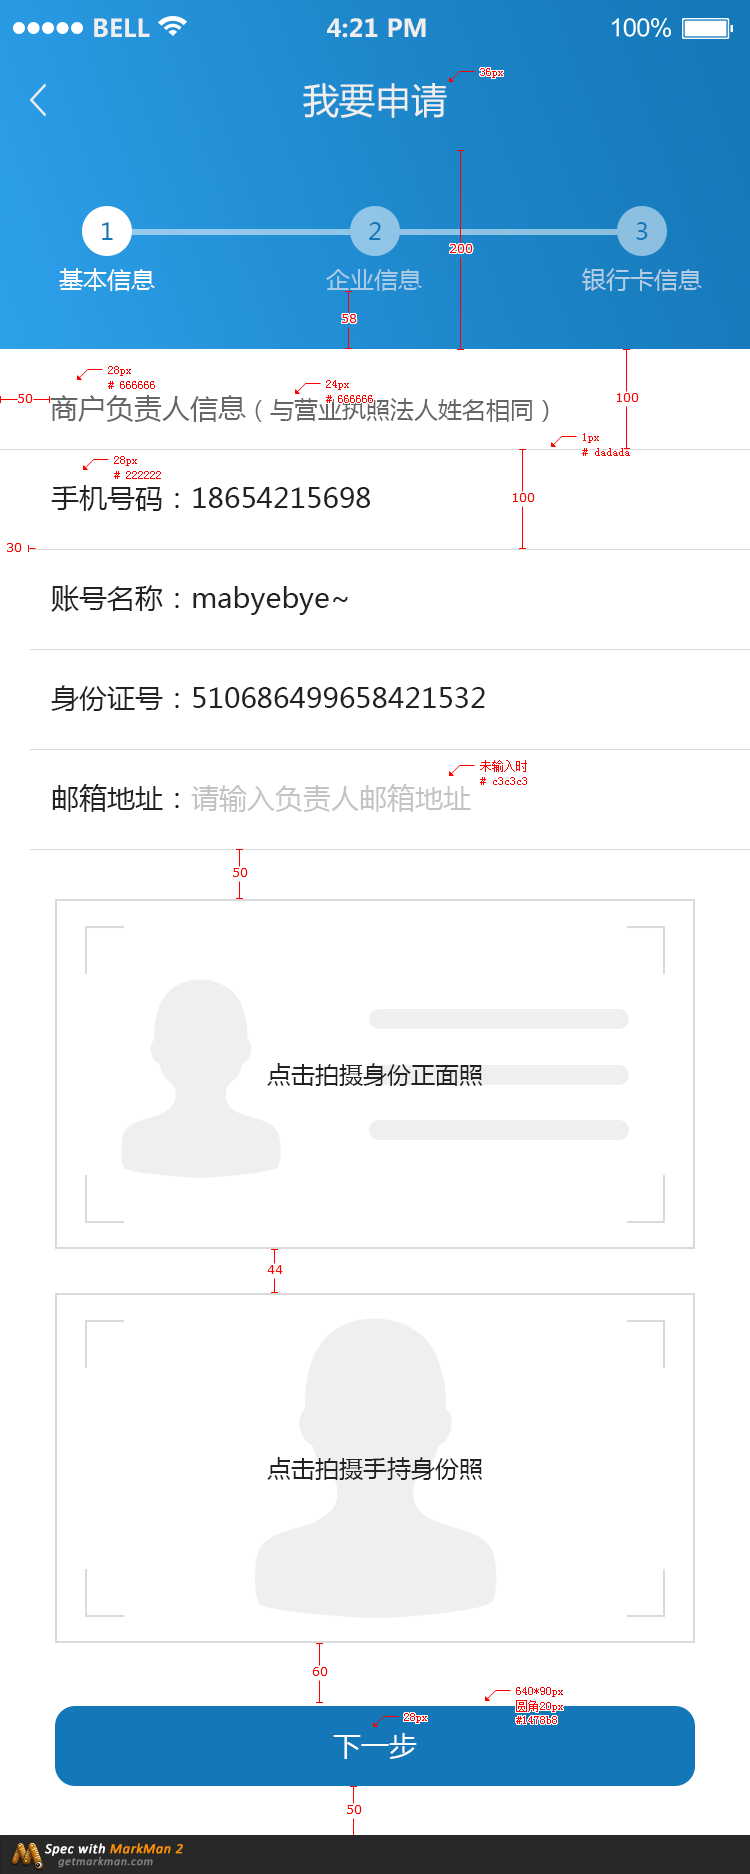 BELL 4:21 PM 100%
我要申请
36px
200
1 2 3
基本信息 企业信息 银行卡信息
58
28px
# 666666
24px
# 666666
50
商户负责人信息（与营业执照法人姓名相同）
100
1px
# dadada
28px
# 222222
手机号码：18654215698
100
30
账号名称：mabyebye~
身份证号：510686499658421532
未输入时
# c3c3c3
邮箱地址：请输入负责人邮箱地址
50
点击拍摄身份正面照
44
点击拍摄手持身份照
60
640*90px
圆角20px
#1478b8
28px
下一步
50
Spec with MarkMan 2
getmarkman.com